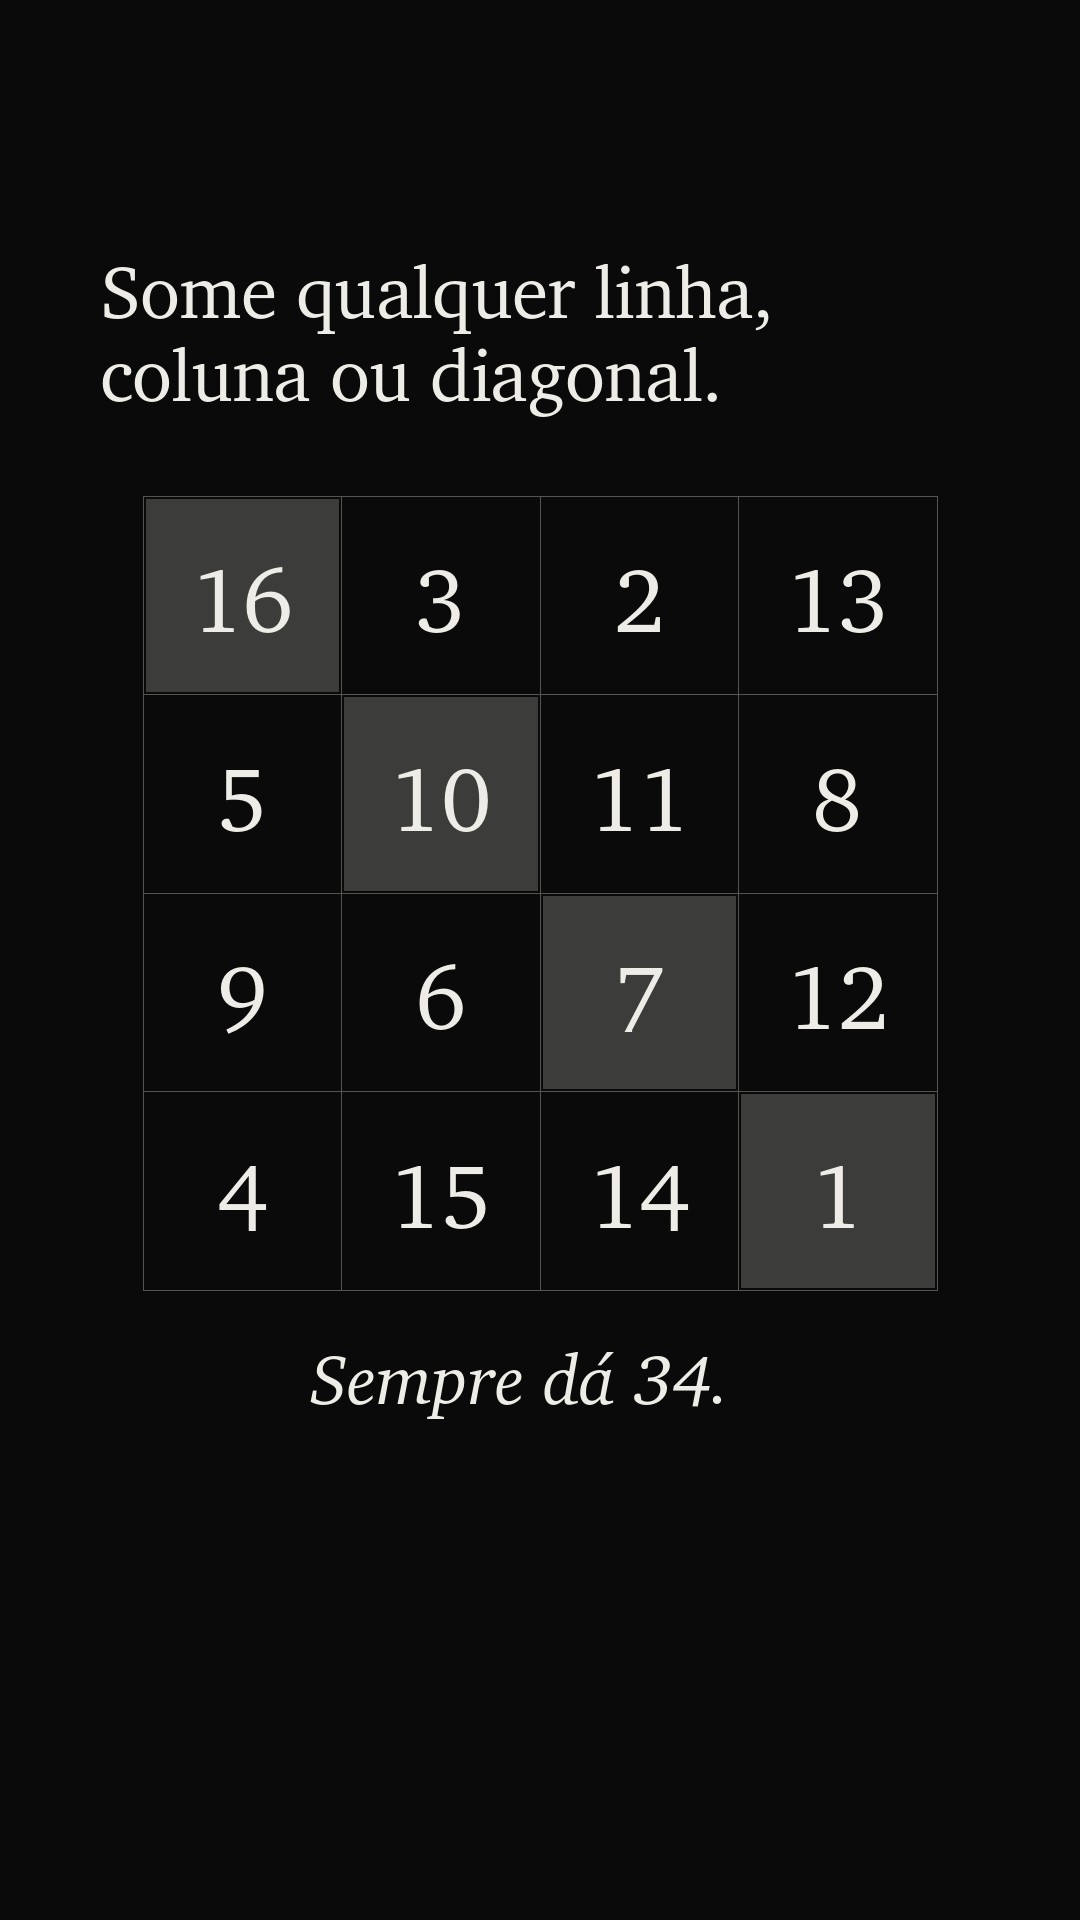 Some qualquer linha,
coluna ou diagonal.
16 3 2 13
5 10 11 8
9 6 7 12
4 15 14 1
Sempre dá 34.